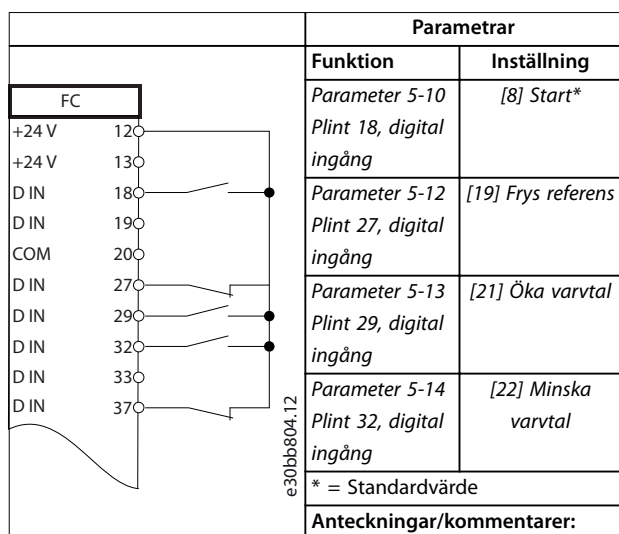 Parametrar
Funktion Inställning
FC
+24 V 12
+24 V 13
D IN 18
D IN 19
COM 20
D IN 27
D IN 29
D IN 32
D IN 33
D IN 37
e30bb804.12
Parameter 5-10
Plint 18, digital
ingång
[8] Start*
Parameter 5-12
Plint 27, digital
ingång
[19] Frys referens
Parameter 5-13
Plint 29, digital
ingång
[21] Öka varvtal
Parameter 5-14
Plint 32, digital
ingång
[22] Minska
varvtal
* = Standardvärde
Anteckningar/kommentarer: